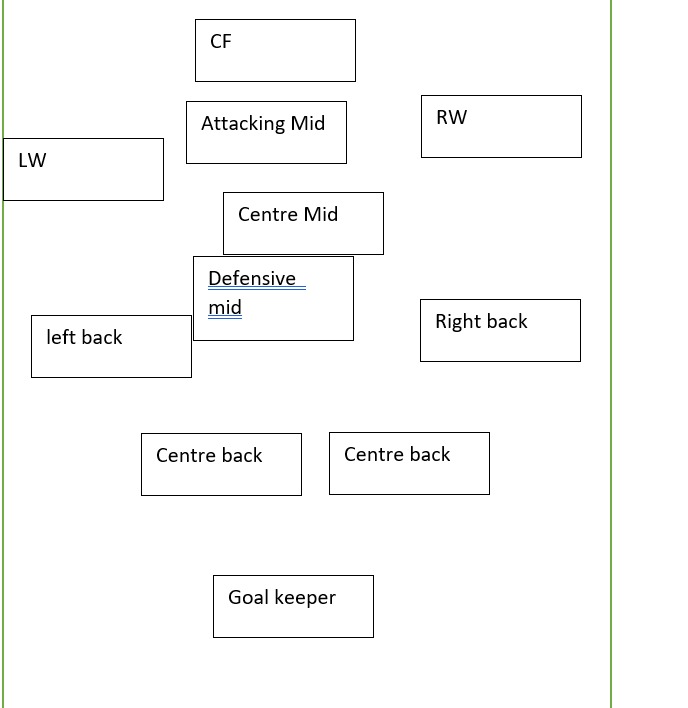 CF
Attacking Mid
RW
LW
Centre Mid
Defensive
mid
Right back
left back
Centre back
Centre back
Goal keeper